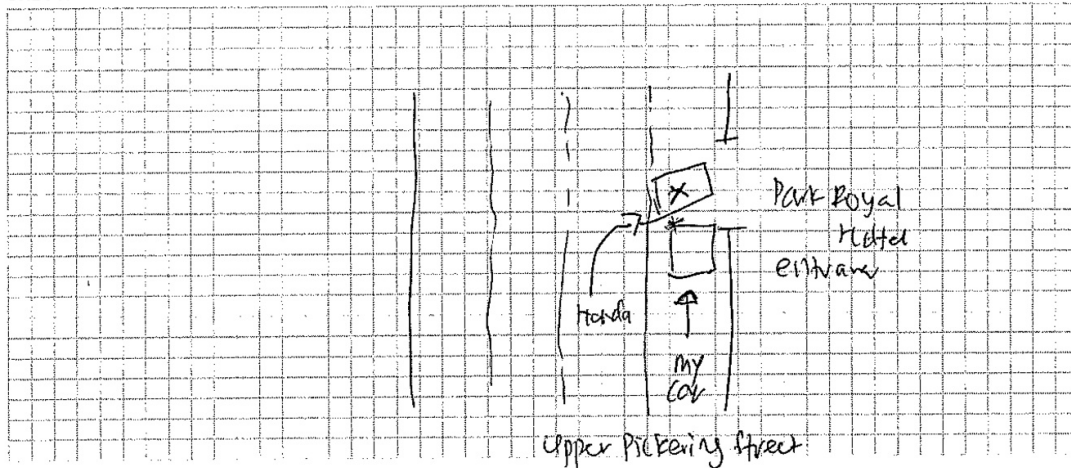 Park Royal
Hotel
entrance
Honda
My
car
Upper Pickering Street